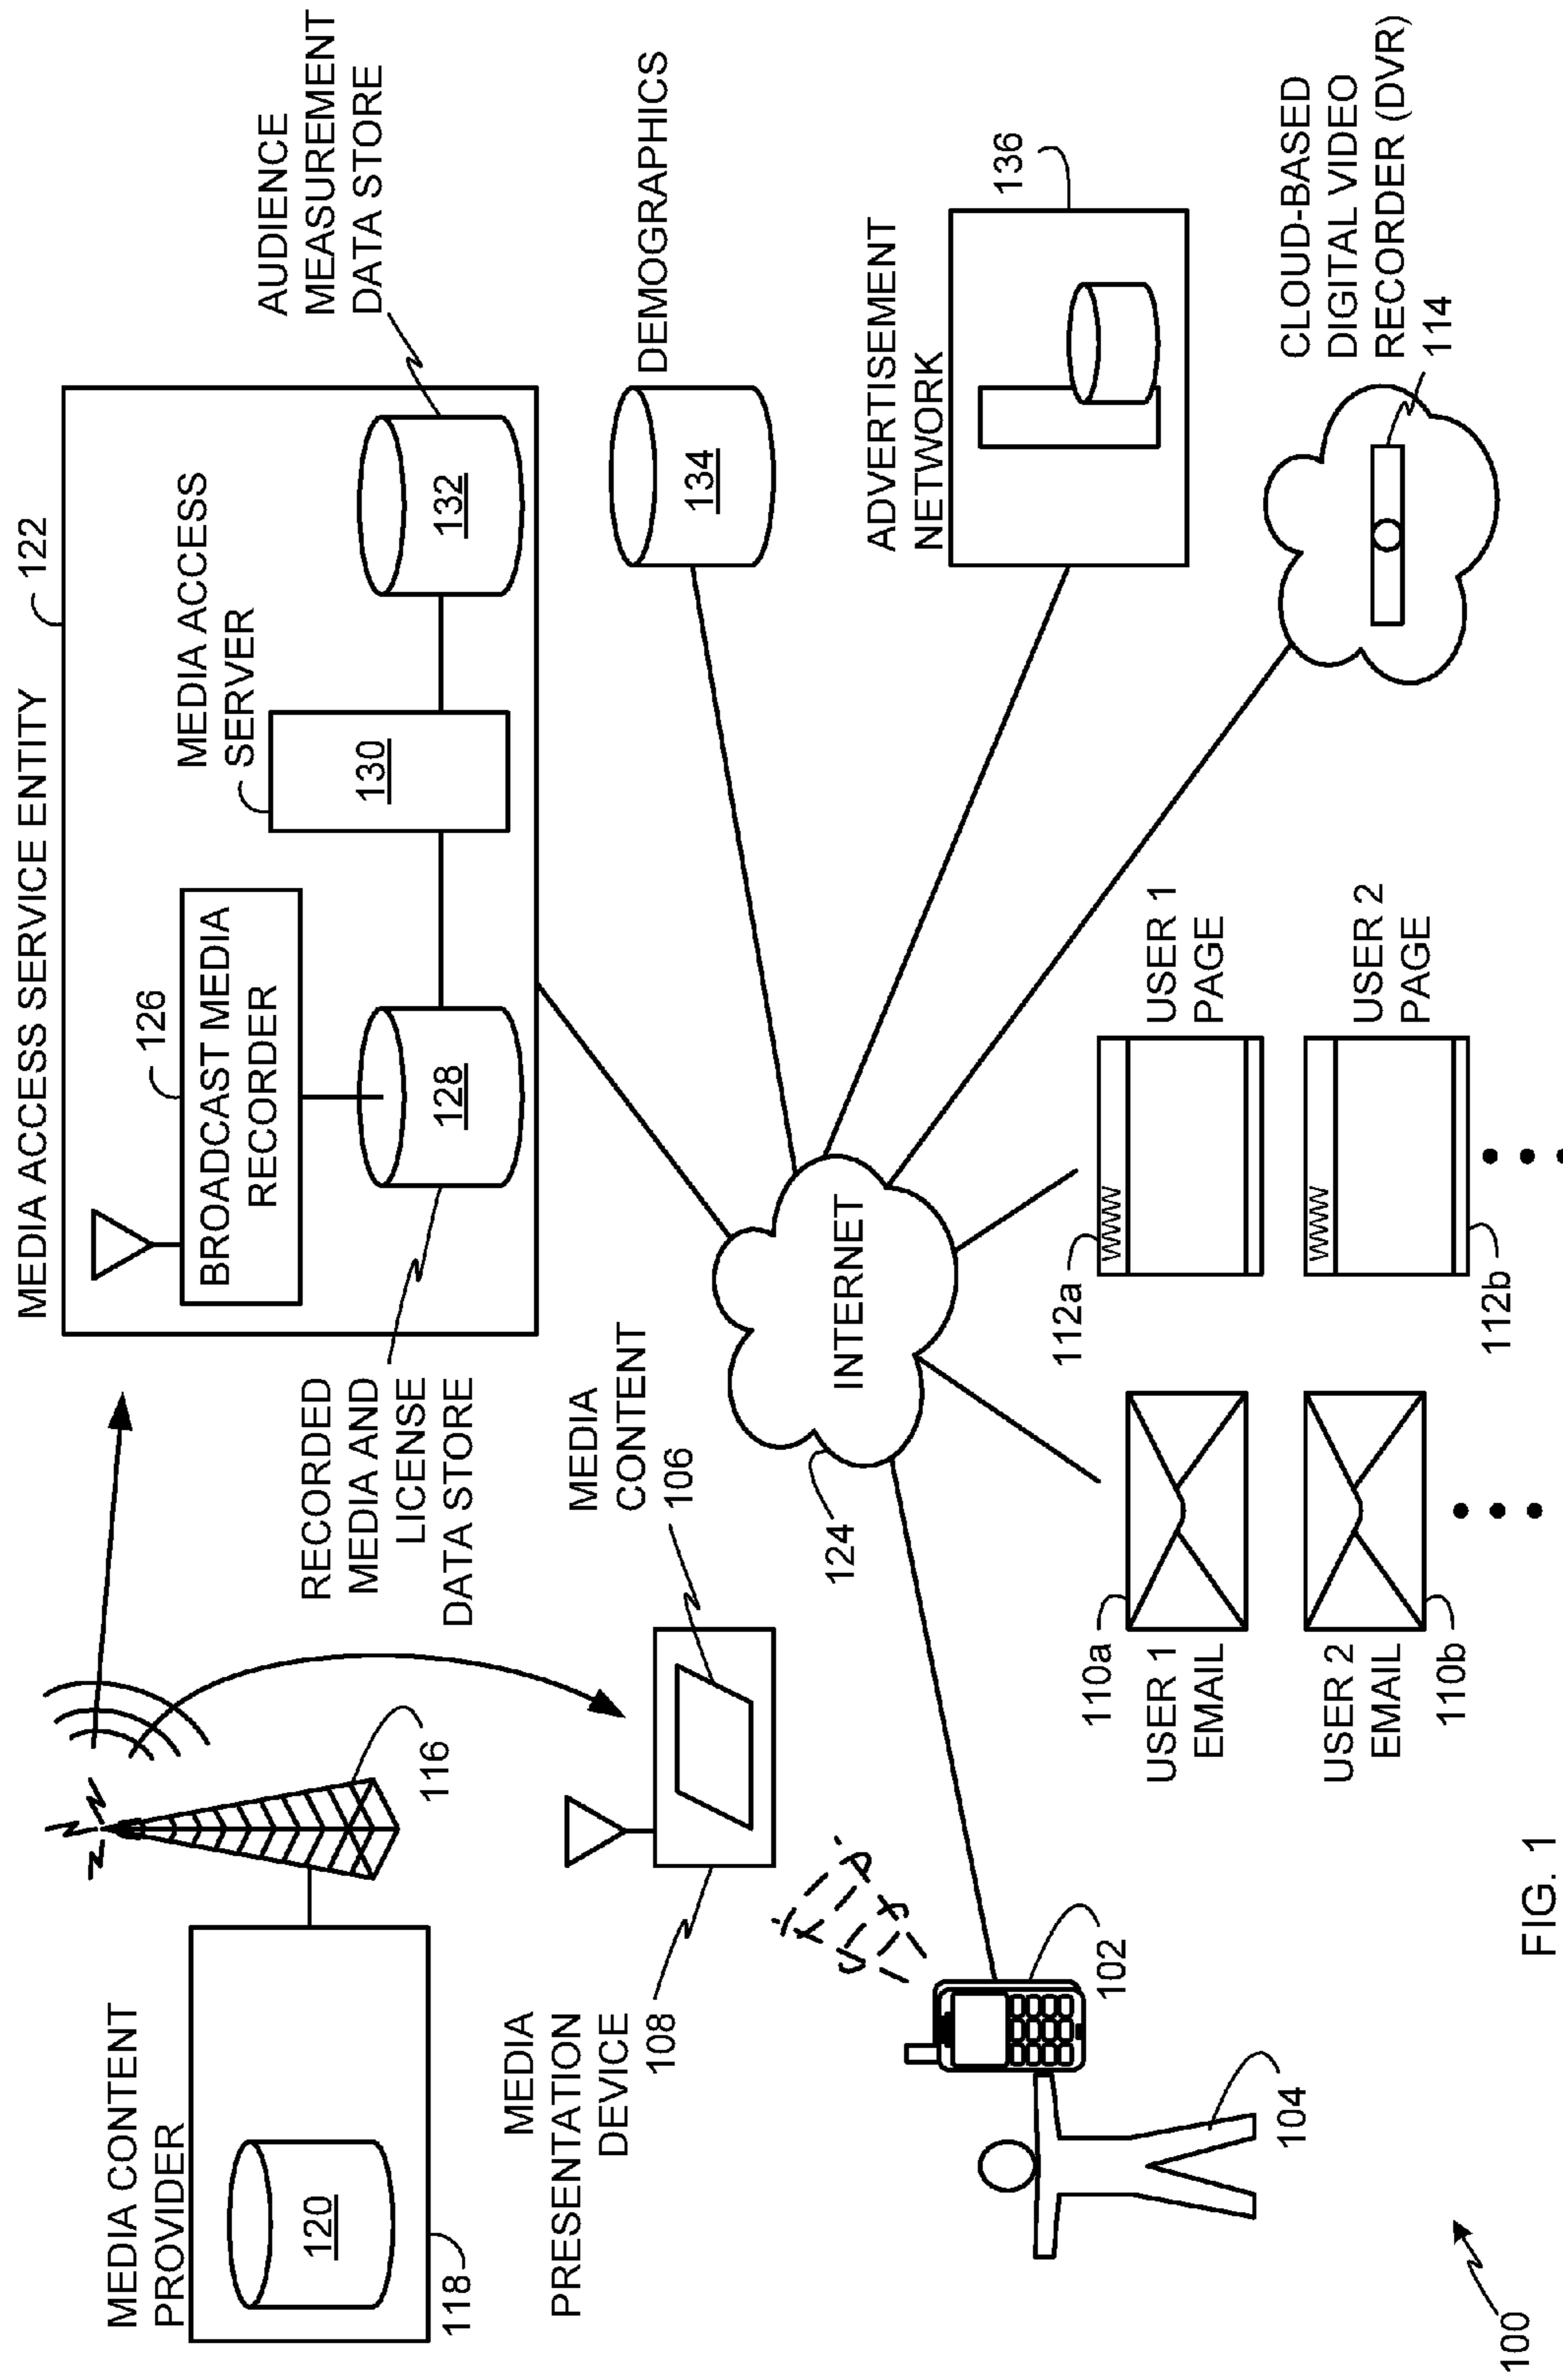 MEDIA CONTENT
PROVIDER
120
118
116
MEDIA ACCESS SERVICE ENTITY
122
126
BROADCAST MEDIA
RECORDER
128
MEDIA ACCESS
SERVER
130
132
AUDIENCE
MEASUREMENT
DATA STORE
RECORDED
MEDIA AND
LICENSE
DATA STORE
MEDIA
PRESENTATION
DEVICE
108
MEDIA
CONTENT
106
DEMOGRAPHICS
134
ADVERTISEMENT
NETWORK
136
INTERNET
124
CLOUD-BASED
DIGITAL VIDEO
RECORDER (DVR)
114
102
104
110a
USER 1
EMAIL
USER 2
EMAIL
110b
112a
WWW
USER 1
PAGE
WWW
USER 2
PAGE
112b
100
FIG. 1